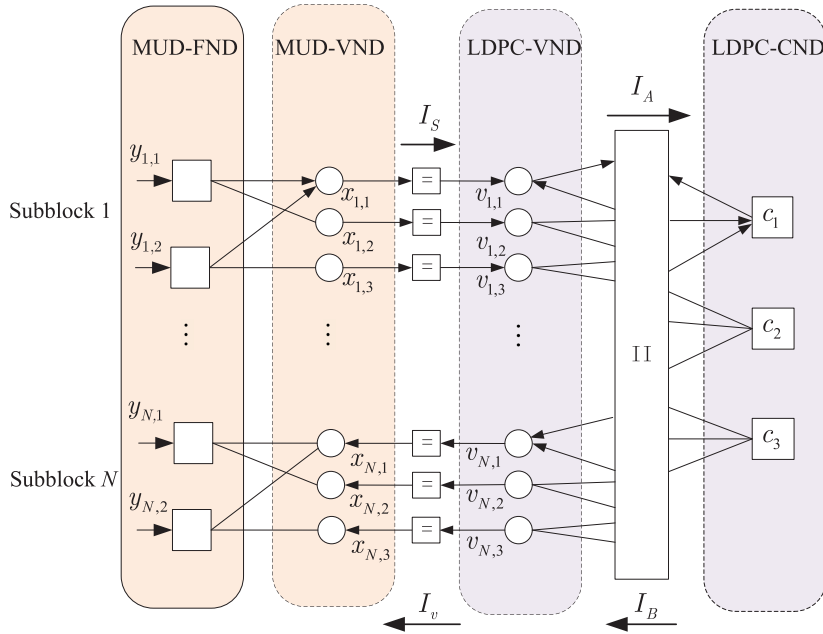 MUD-FND MUD-VND LDPC-VND LDPC-CND
I_S I_A
y_{1,1}
= x_{1,1} v_{1,1}
Subblock 1 c_1
= x_{1,2} v_{1,2}
y_{1,2}
= x_{1,3} v_{1,3}
⋮ ⋮ ⋮ c_2
Π
y_{N,1}
= x_{N,1} v_{N,1} c_3
Subblock N
= x_{N,2} v_{N,2}
y_{N,2}
= x_{N,3} v_{N,3}
I_v I_B